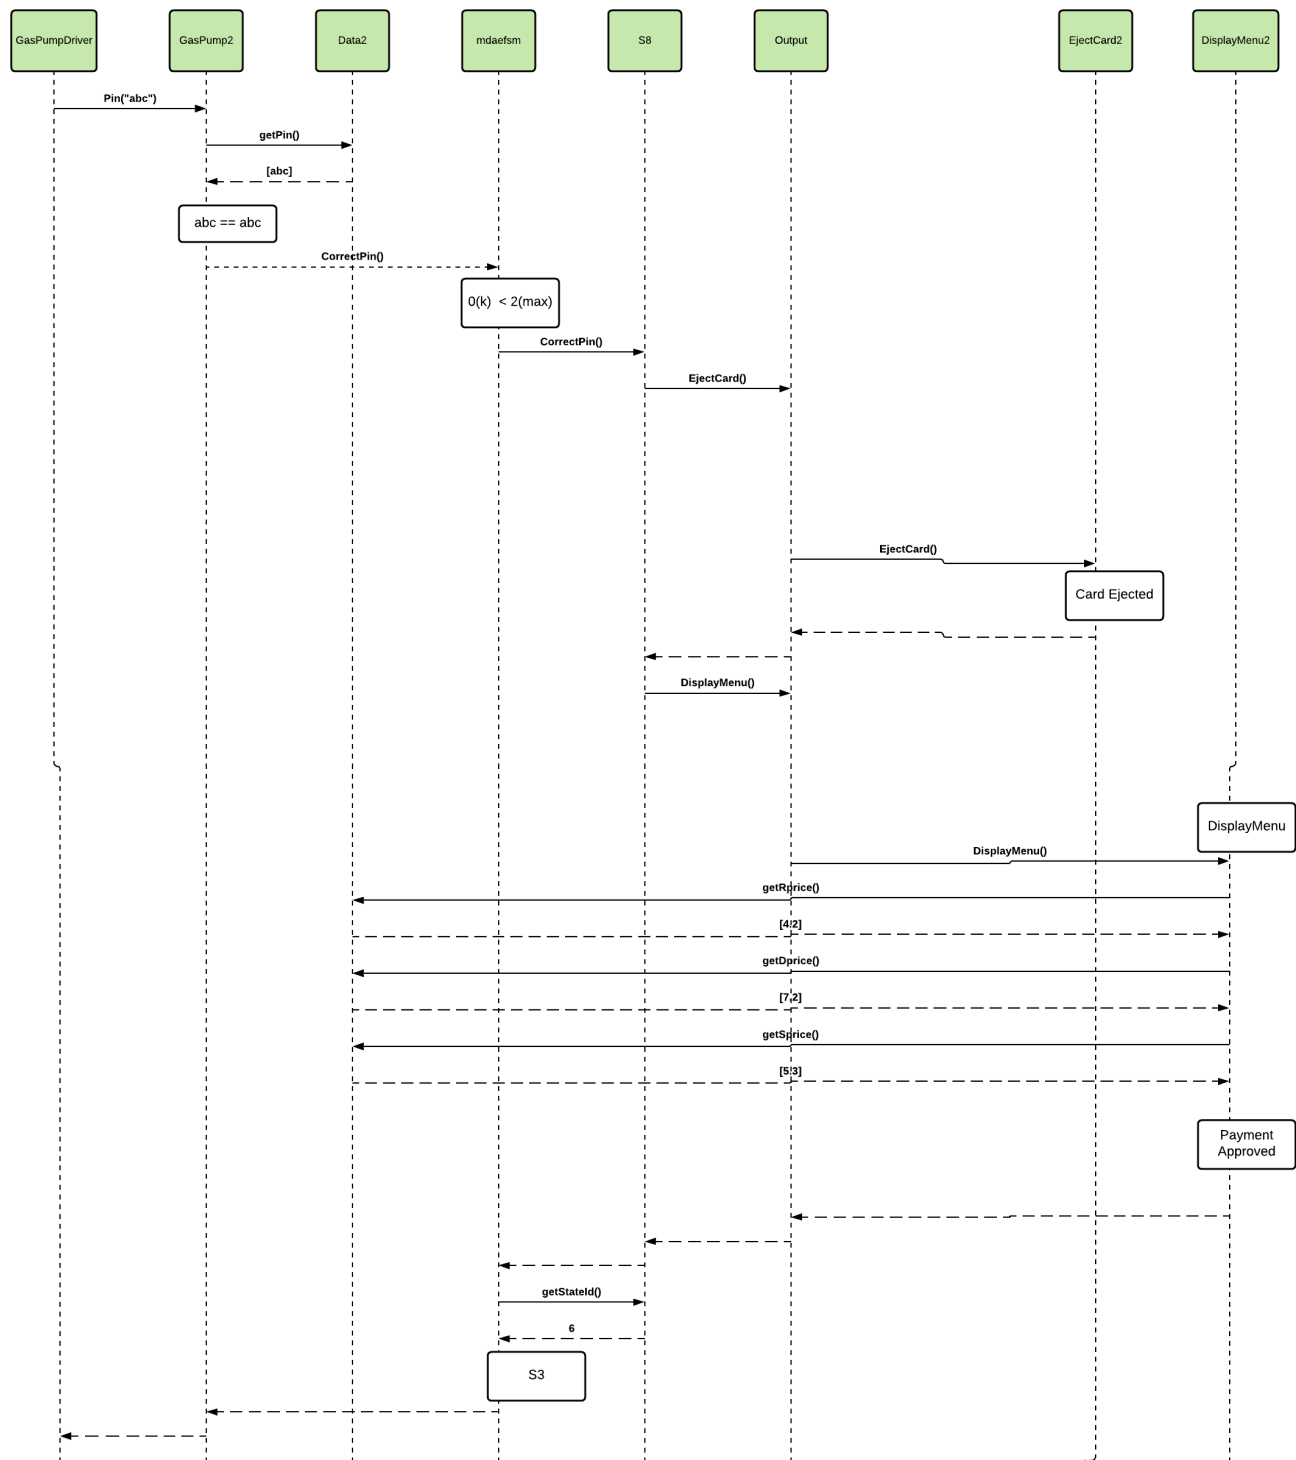 GasPumpDriver
GasPump2
Data2
mdaefsm
S8
Output
EjectCard2
DisplayMenu2
Pin("abc")
getPin()
[abc]
abc == abc
CorrectPin()
0(k) < 2(max)
CorrectPin()
EjectCard()
EjectCard()
Card Ejected
DisplayMenu()
DisplayMenu
DisplayMenu()
getRprice()
[4.2]
getDprice()
[7.2]
getSprice()
[5.3]
Payment
Approved
getStateId()
6
S3